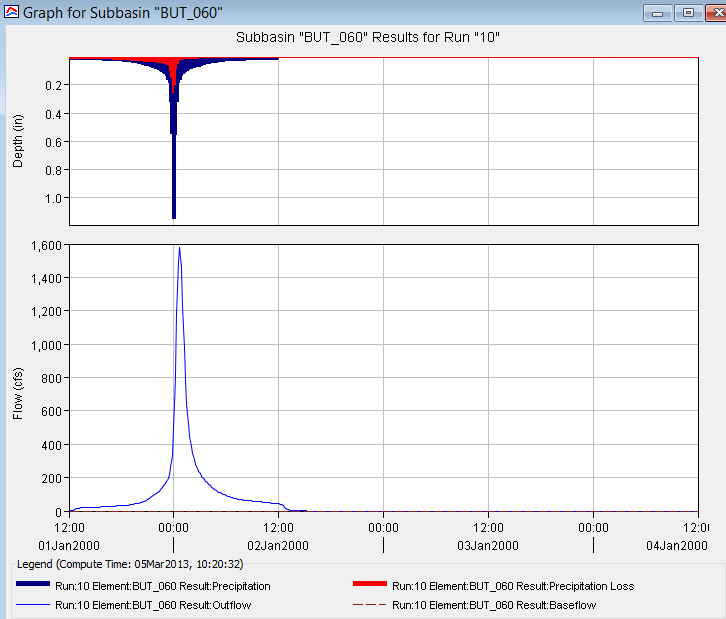 Graph for Subbasin "BUT_060"
Subbasin "BUT_060" Results for Run "10"
Depth (in)
0.2
0.4
0.6
0.8
1.0
Flow (cfs)
1,600
1,400
1,200
1,000
800
600
400
200
0
12:00 00:00 12:00 00:00 12:00 00:00 12:0
01Jan2000 02Jan2000 03Jan2000 04Jan2000
Legend (Compute Time: 05Mar2013, 10:20:32)
Run:10 Element:BUT_060 Result:Precipitation Run:10 Element:BUT_060 Result:Precipitation Loss
Run:10 Element:BUT_060 Result:Outflow Run:10 Element:BUT_060 Result:Baseflow